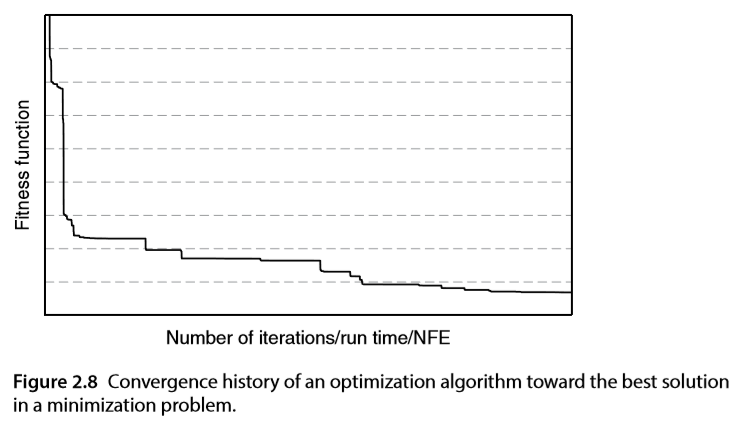 Fitness function
Number of iterations/run time/NFE
Figure 2.8 Convergence history of an optimization algorithm toward the best solution
in a minimization problem.